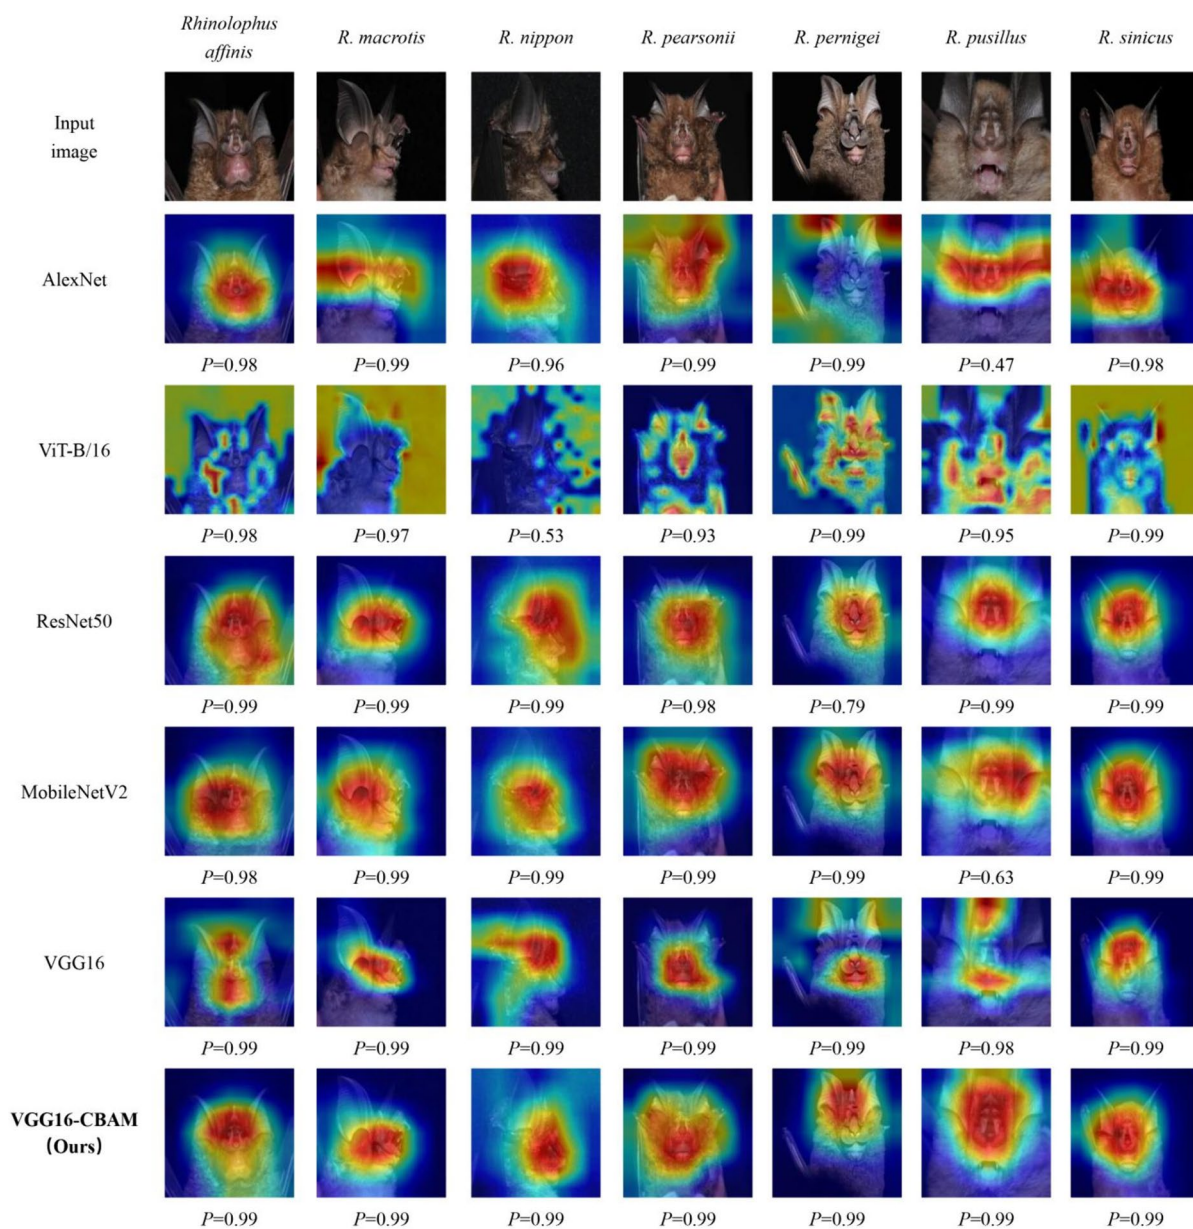 Rhinolophus affinis R. macrotis R. nippon R. pearsonii R. pernigei R. pusillus R. sinicus
Input image
AlexNet
P=0.98 P=0.99 P=0.96 P=0.99 P=0.99 P=0.47 P=0.98
ViT-B/16
P=0.98 P=0.97 P=0.53 P=0.93 P=0.99 P=0.95 P=0.99
ResNet50
P=0.99 P=0.99 P=0.99 P=0.98 P=0.79 P=0.99 P=0.99
MobileNetV2
P=0.98 P=0.99 P=0.99 P=0.99 P=0.99 P=0.63 P=0.99
VGG16
P=0.99 P=0.99 P=0.99 P=0.99 P=0.99 P=0.98 P=0.99
VGG16-CBAM
(Ours)
P=0.99 P=0.99 P=0.99 P=0.99 P=0.99 P=0.99 P=0.99